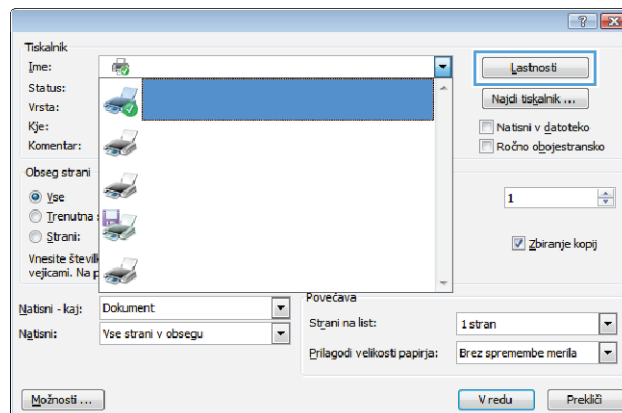 Tiskalnik
Ime:
Lastnosti
Status:
Najdi tiskalnik ...
Vrsta:
Kje:
Natisni v datoteko
Komentar:
Ročno obojestransko
Obseg strani
Vse
1
Trenutna
Strani:
Zbiranje kopij
Vnesite števil
vejicami. Na p
Natisni - kaj:
Dokument
Povečava
Natisni:
Vse strani v obsegu
Strani na list:
1 stran
Prilagodi velikosti papirja:
Brez spremembe merila
Možnosti ...
V redu
Prekliči